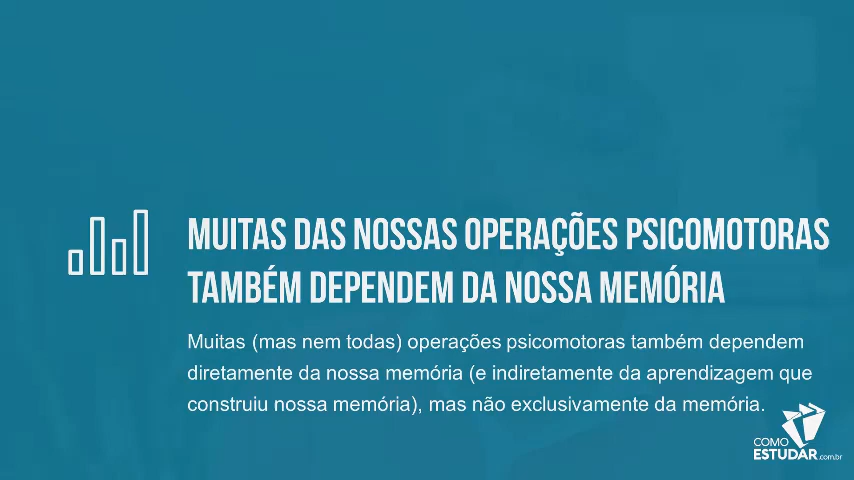 MUITAS DAS NOSSAS OPERAÇÕES PSICOMOTORAS
TAMBÉM DEPENDEM DA NOSSA MEMÓRIA
Muitas (mas nem todas) operações psicomotoras também dependem
diretamente da nossa memória (e indiretamente da aprendizagem que
construiu nossa memória), mas não exclusivamente da memória.
COMO
ESTUDAR.com.br